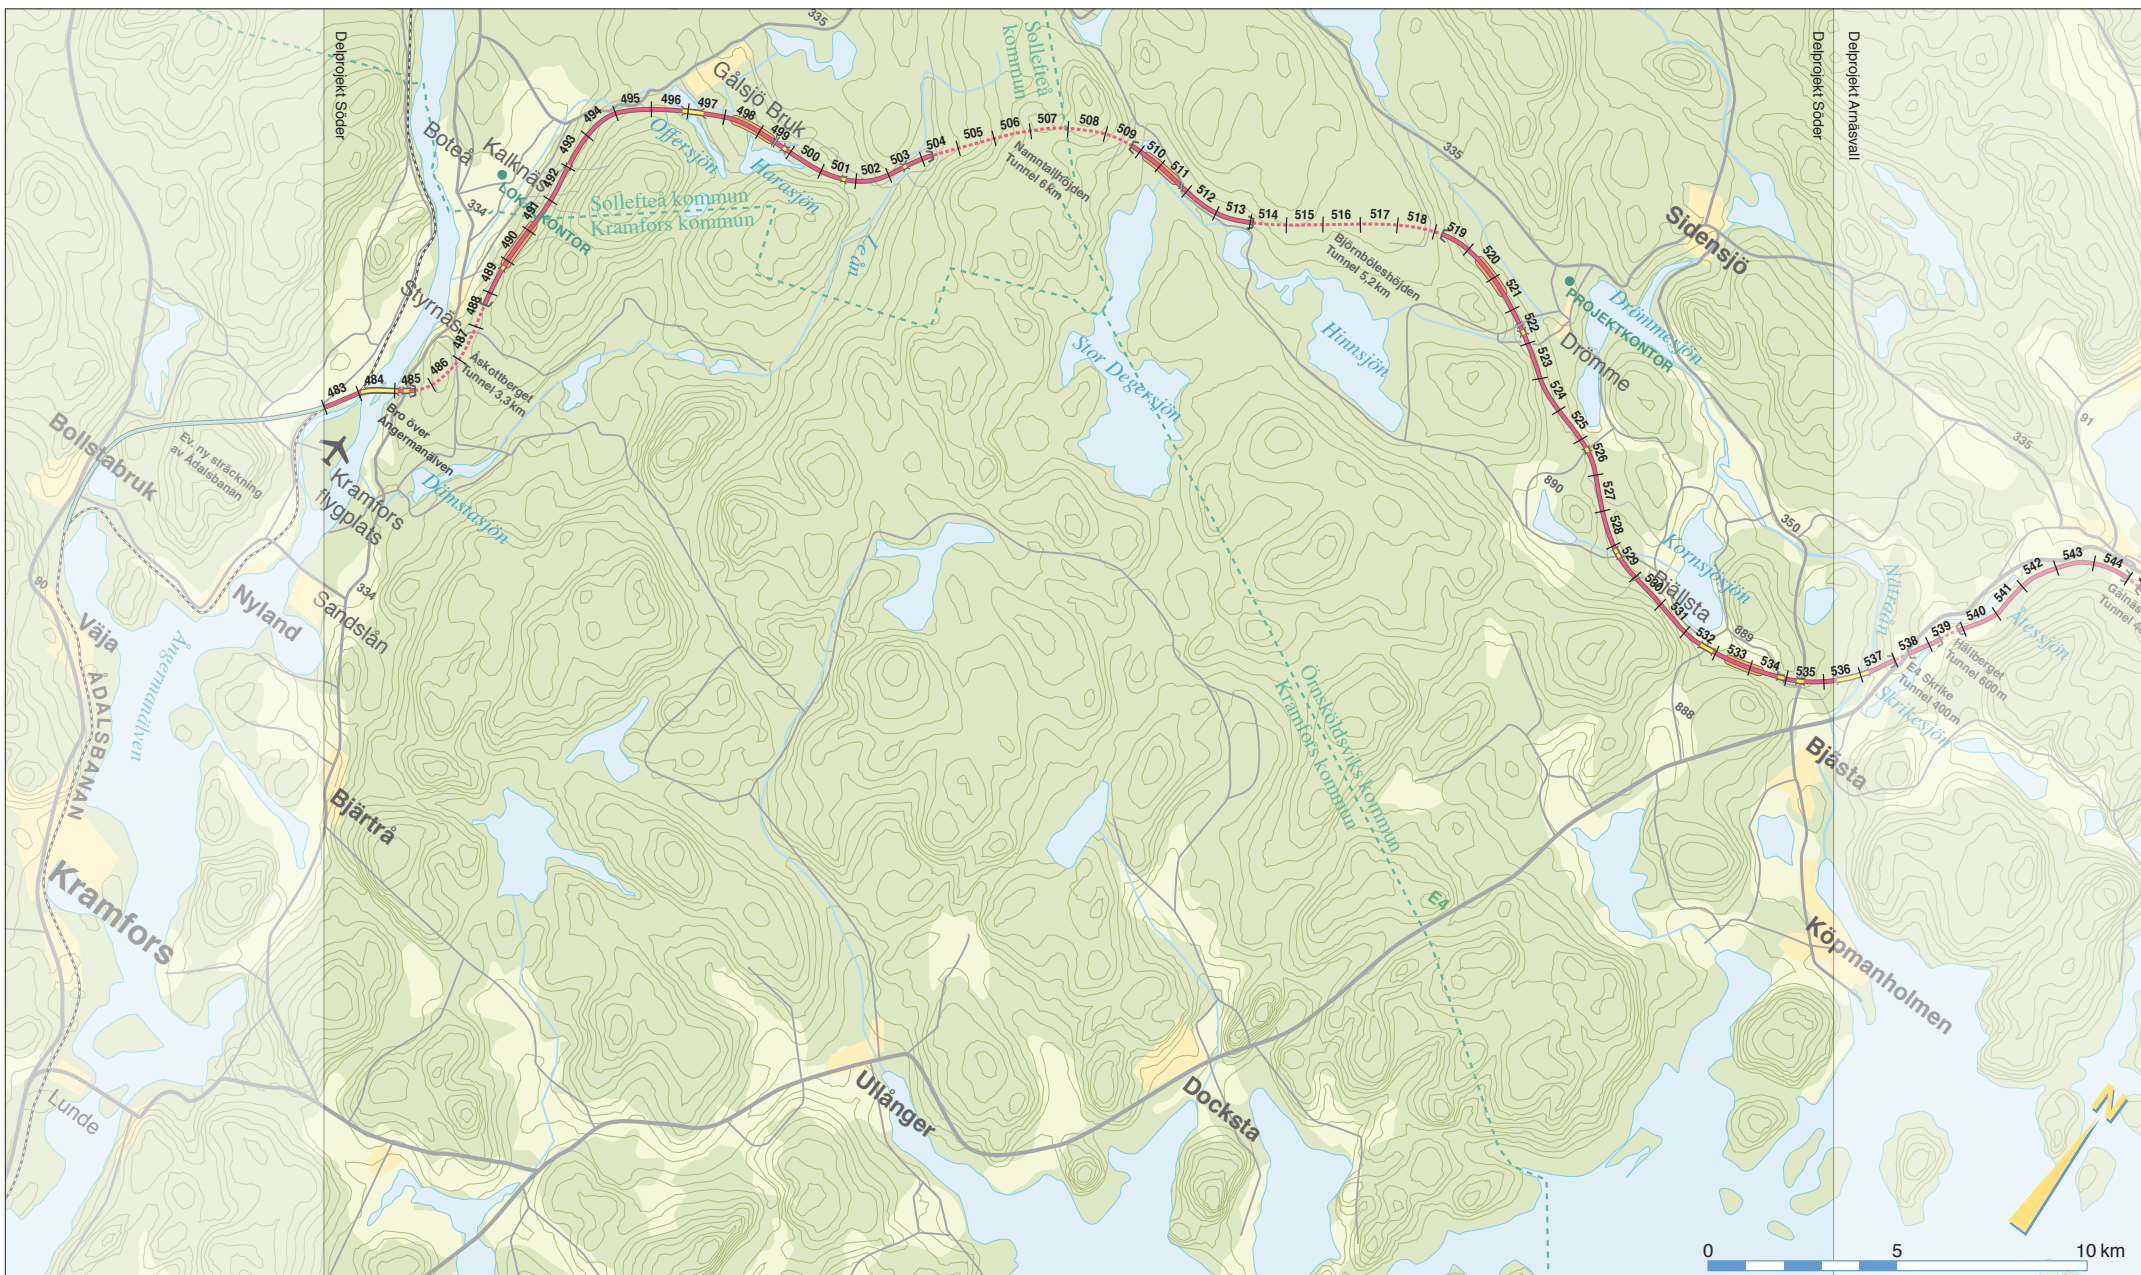 Delprojekt Söder
335
Gålsjö Bruk
Sollefteå
kommun
Delprojekt Söder
Delprojekt Arnäsvall
Boteå
Kalknäs
LOKALKONTOR
334
Offersjön
Harasjön
Leån
Sollefteå kommun
Kramfors kommun
Styrnäs
483
484
485
486
487
488
489
490
491
492
493
494
495
496
497
498
499
500
501
502
503
504
505
506
507
508
509
510
511
512
513
514
515
516
517
518
519
520
521
522
523
524
525
526
527
528
529
530
531
532
533
534
535
536
537
538
539
540
541
542
543
544
Namntallhöjden
Tunnel 6 km
335
Björnböleshöjden
Tunnel 5,2 km
Sidensjö
PROJEKTKONTOR
Drömmesjön
Drömme
Hinnsjön
Stor Degersjön
Åskottberget
Tunnel 3,3 km
Bro över
Ångermanälven
Kramfors
flygplats
Dämstasjön
Bollstabruk
Ev. ny sträckning
av Ådalsbanan
90
Väja
Nyland
Sandslån
334
Ångermanälven
ÅDALSBANAN
Kramfors
Bjärtrå
Lunde
Ullånger
Docksta
Örnsköldsviks kommun
Kramfors kommun
E4
890
350
Kornsjösjön
Bjällsta
889
888
Nätraån
Skrikesjön
E4 Skrike
Tunnel 400 m
Hällberget
Tunnel 600 m
Åtessjön
335
91
Bjästa
Köpmanholmen
N
0
5
10 km